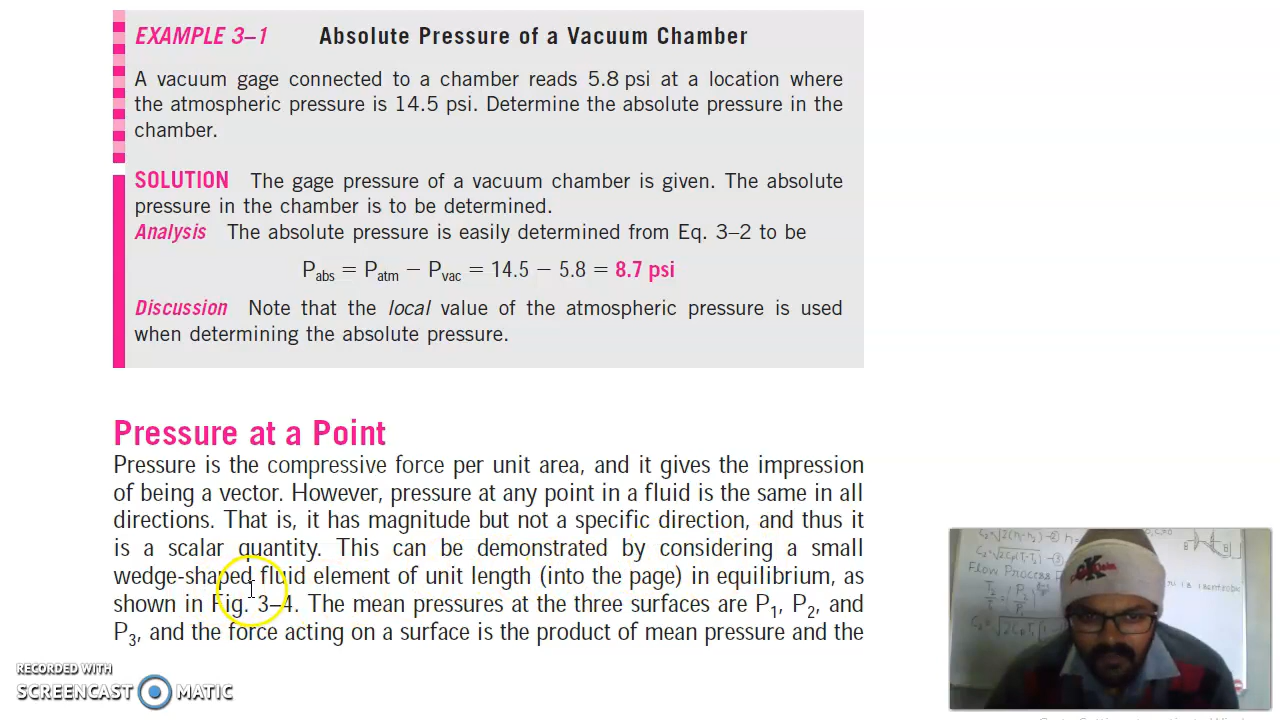 EXAMPLE 3–1 Absolute Pressure of a Vacuum Chamber
A vacuum gage connected to a chamber reads 5.8 psi at a location where
the atmospheric pressure is 14.5 psi. Determine the absolute pressure in the
chamber.
SOLUTION The gage pressure of a vacuum chamber is given. The absolute
pressure in the chamber is to be determined.
Analysis The absolute pressure is easily determined from Eq. 3–2 to be
P_abs = P_atm − P_vac = 14.5 − 5.8 = 8.7 psi
Discussion Note that the local value of the atmospheric pressure is used
when determining the absolute pressure.
Pressure at a Point
Pressure is the compressive force per unit area, and it gives the impression
of being a vector. However, pressure at any point in a fluid is the same in all
directions. That is, it has magnitude but not a specific direction, and thus it
is a scalar quantity. This can be demonstrated by considering a small
wedge-shaped fluid element of unit length (into the page) in equilibrium, as
shown in Fig. 3–4. The mean pressures at the three surfaces are P₁, P₂, and
P₃, and the force acting on a surface is the product of mean pressure and the
Flow Process
RECORDED WITH
SCREENCAST MATIC